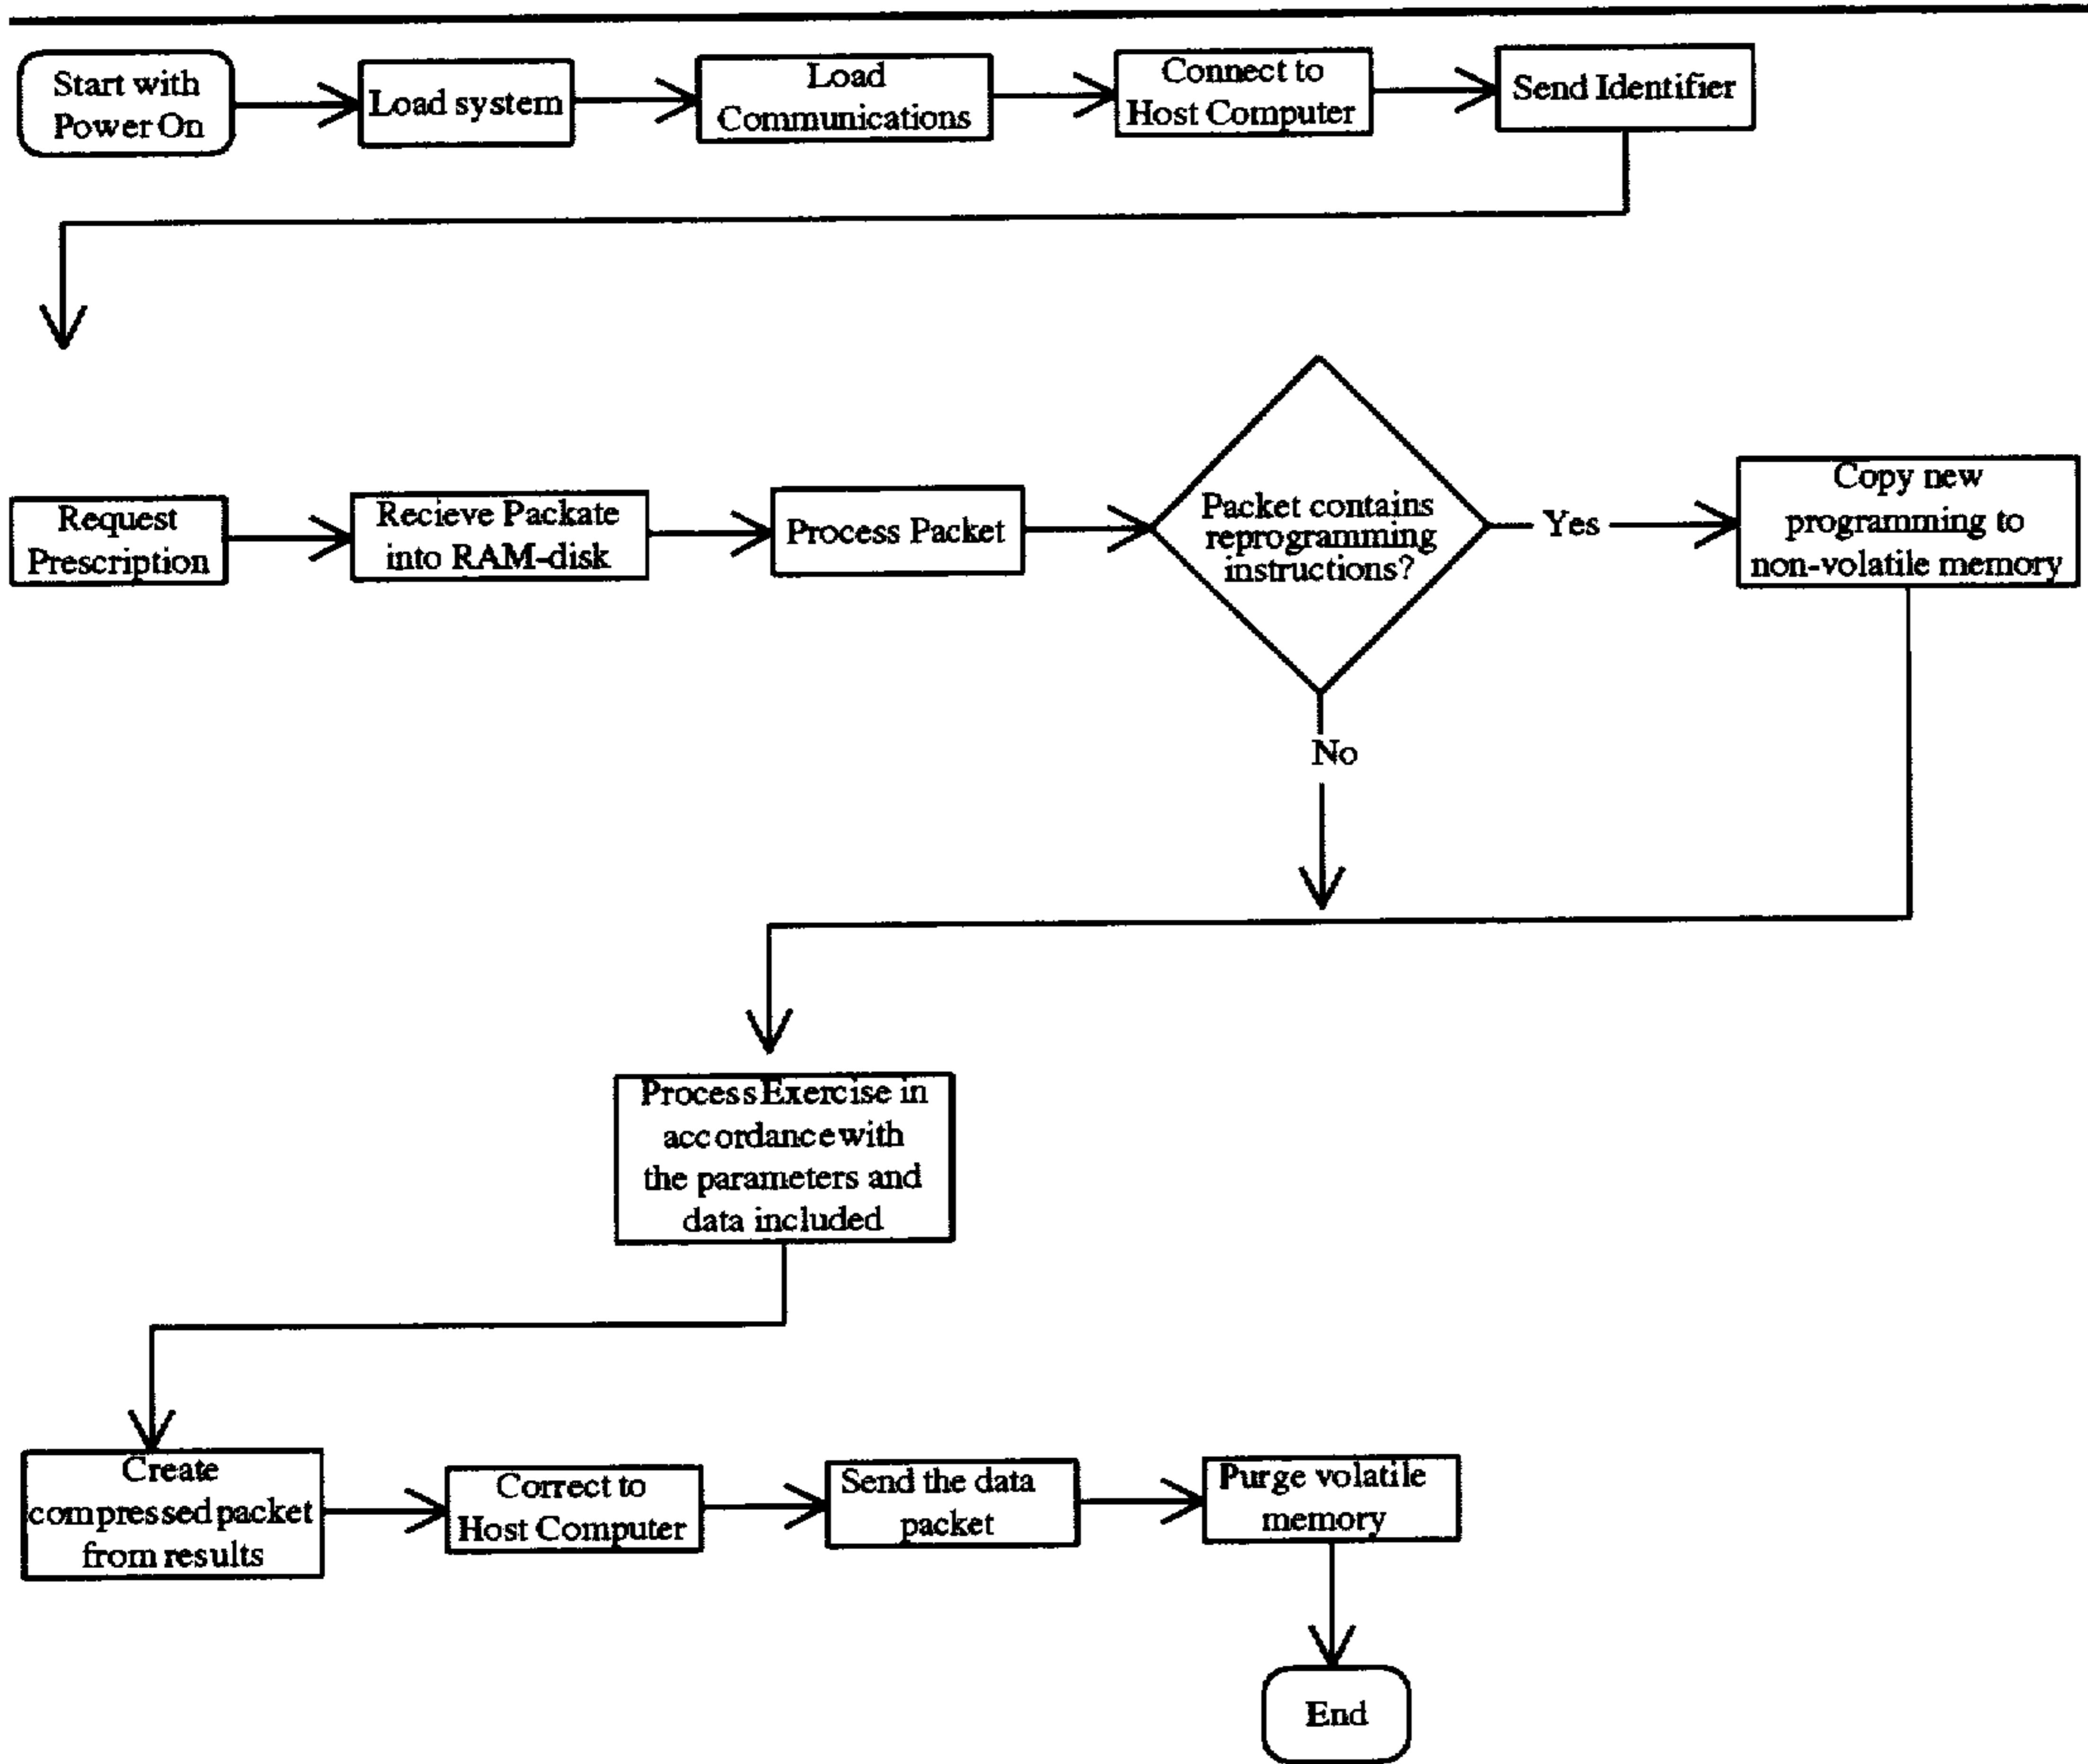 Start with
Power On
Load system
Load
Communications
Connect to
Host Computer
Send Identifier
Request
Prescription
Recieve Packate
into RAM-disk
Process Packet
Packet contains
reprogramming
instructions?
Yes
Copy new
programming to
non-volatile memory
No
Process Exercise in
accordance with
the parameters and
data included
Create
compressed packet
from results
Correct to
Host Computer
Send the data
packet
Purge volatile
memory
End